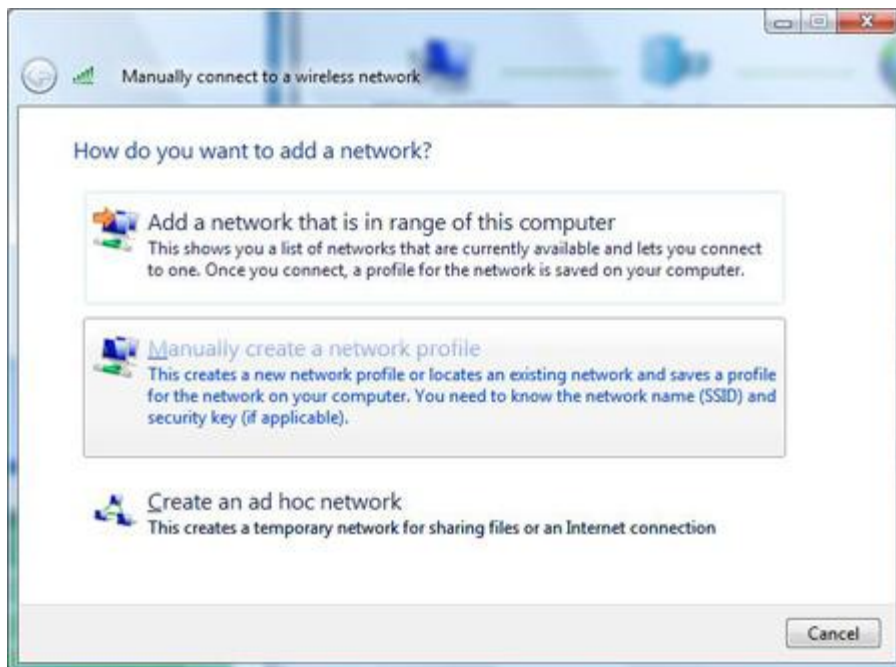 Manually connect to a wireless network
How do you want to add a network?
Add a network that is in range of this computer
This shows you a list of networks that are currently available and lets you connect
to one. Once you connect, a profile for the network is saved on your computer.
Manually create a network profile
This creates a new network profile or locates an existing network and saves a profile
for the network on your computer. You need to know the network name (SSID) and
security key (if applicable).
Create an ad hoc network
This creates a temporary network for sharing files or an Internet connection
Cancel